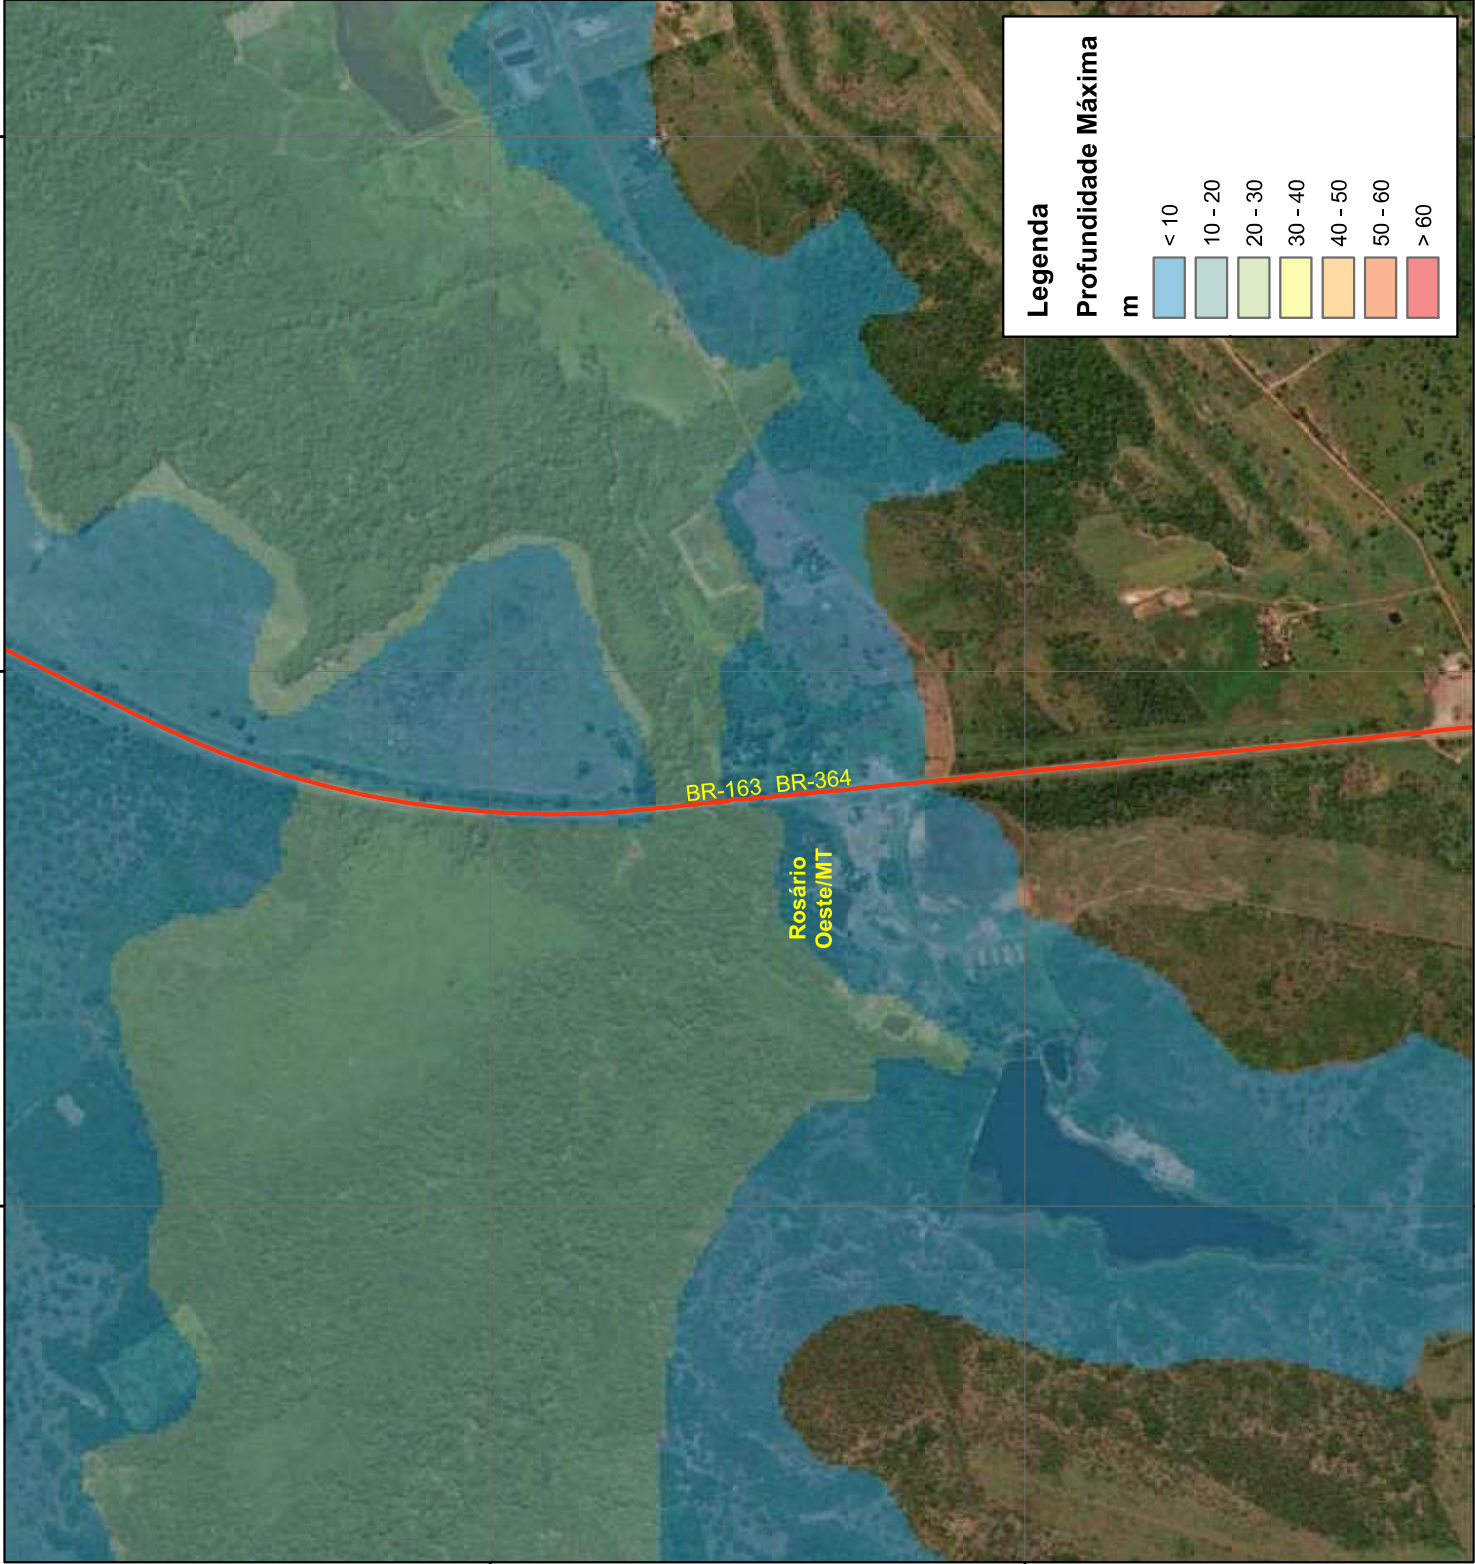 BR-163 BR-364
Rosário
Oeste/MT
Legenda
Profundidade Máxima
m
< 10
10 - 20
20 - 30
30 - 40
40 - 50
50 - 60
> 60